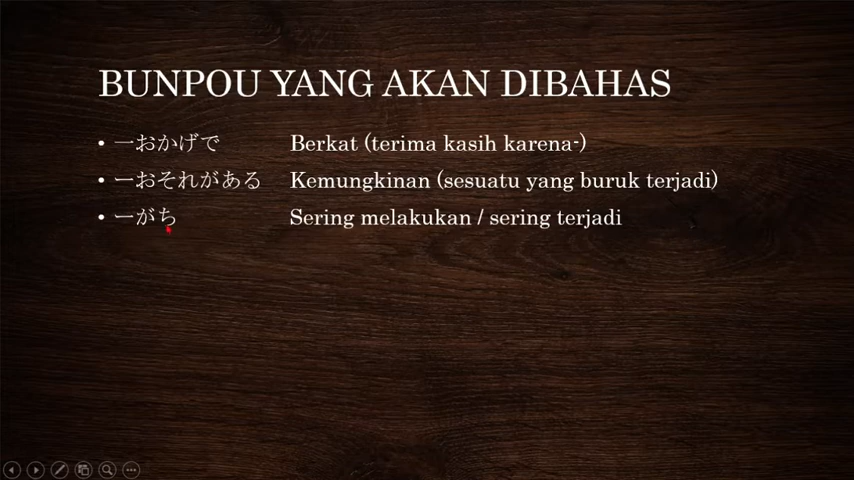 BUNPOU YANG AKAN DIBAHAS
• ーおかげで Berkat (terima kasih karena-)
• ーおそれがある Kemungkinan (sesuatu yang buruk terjadi)
• ーがち Sering melakukan / sering terjadi